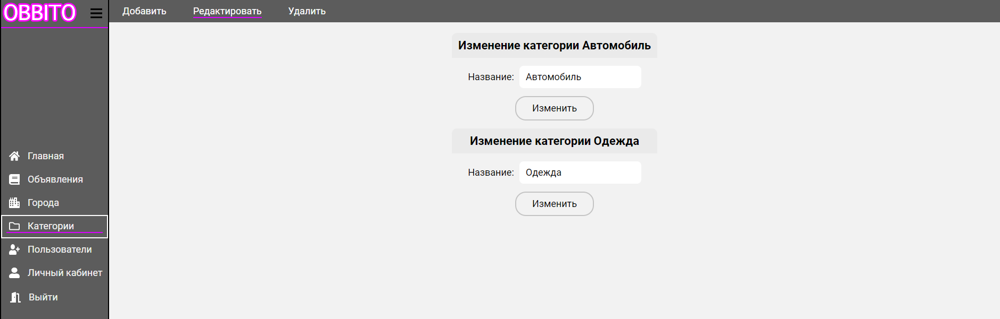 OBBITO
Добавить Редактировать Удалить
Главная
Объявления
Города
Категории
Пользователи
Личный кабинет
Выйти
Изменение категории Автомобиль
Название: Автомобиль
Изменить
Изменение категории Одежда
Название: Одежда
Изменить